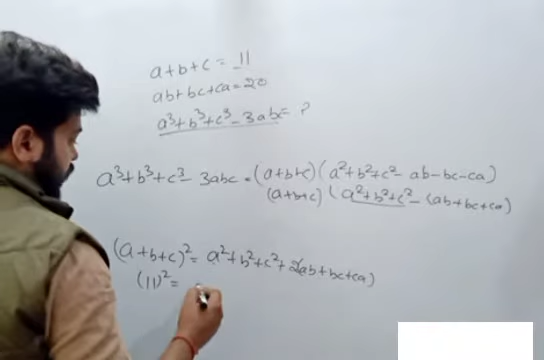 a+b+c = 11
ab+bc+ca=20
a³+b³+c³-3abc= ?
a³+b³+c³- 3abc = (a+b+c) (a²+b²+c²- ab-bc-ca)
(a+b+c) (a²+b²+c²- (ab+bc+ca)
(a+b+c)² = a²+b²+c²+2(ab+bc+ca)
(11)² =